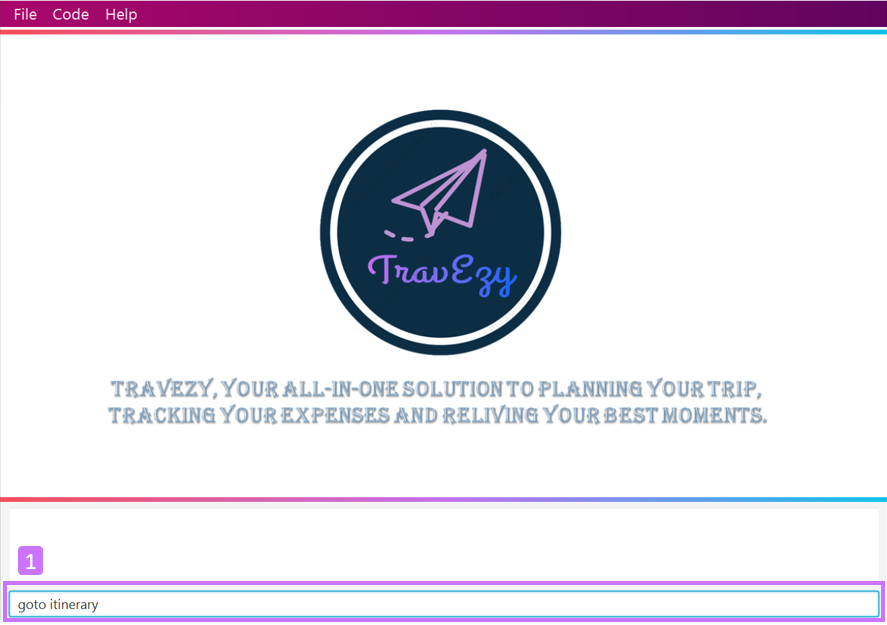 File Code Help
TravEzy
TRAVEZY, YOUR ALL-IN-ONE SOLUTION TO PLANNING YOUR TRIP,
TRACKING YOUR EXPENSES AND RELIVING YOUR BEST MOMENTS.
1
goto itinerary